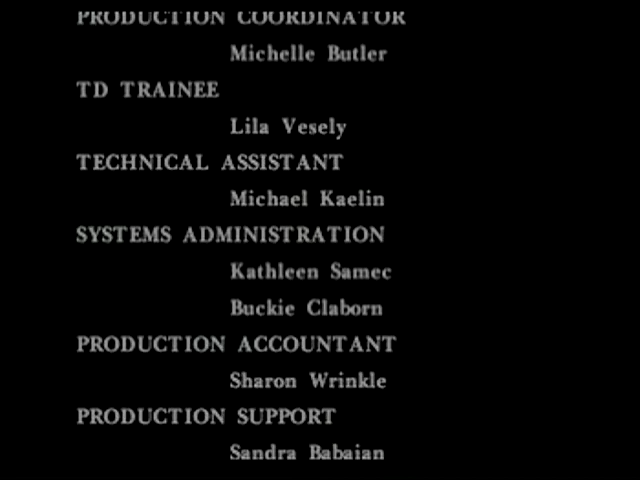 PRODUCTION COORDINATOR
Michelle Butler
TD TRAINEE
Lila Vesely
TECHNICAL ASSISTANT
Michael Kaelin
SYSTEMS ADMINISTRATION
Kathleen Samec
Buckie Claborn
PRODUCTION ACCOUNTANT
Sharon Wrinkle
PRODUCTION SUPPORT
Sandra Babaian